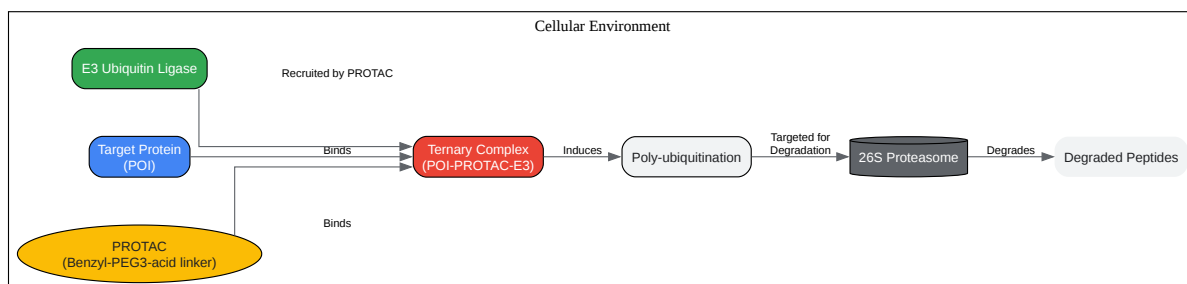 Cellular Environment
E3 Ubiquitin Ligase
Recruited by PROTAC
Target Protein
(POI)
Binds
Ternary Complex
(POI-PROTAC-E3)
Induces
Poly-ubiquitination
Targeted for
Degradation
26S Proteasome
Degrades
Degraded Peptides
Binds
PROTAC
(Benzyl-PEG3-acid linker)